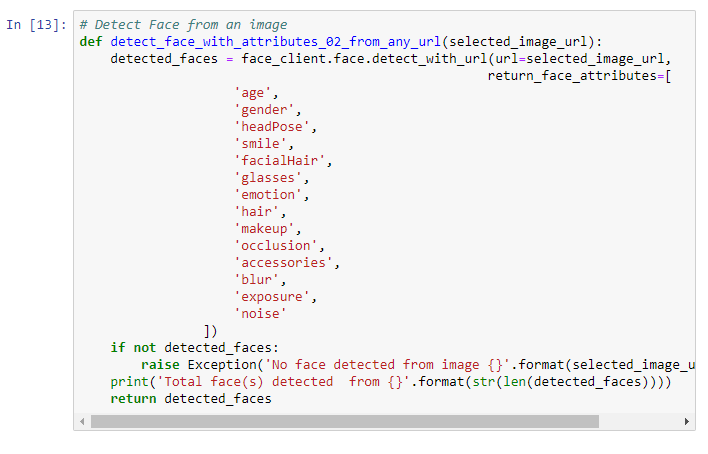 In [13]: # Detect Face from an image
def detect_face_with_attributes_02_from_any_url(selected_image_url):
    detected_faces = face_client.face.detect_with_url(url=selected_image_url,
                                                     return_face_attributes=[
                    'age',
                    'gender',
                    'headPose',
                    'smile',
                    'facialHair',
                    'glasses',
                    'emotion',
                    'hair',
                    'makeup',
                    'occlusion',
                    'accessories',
                    'blur',
                    'exposure',
                    'noise'
                ])
    if not detected_faces:
        raise Exception('No face detected from image {}'.format(selected_image_u
    print('Total face(s) detected  from {}'.format(str(len(detected_faces))))
    return detected_faces